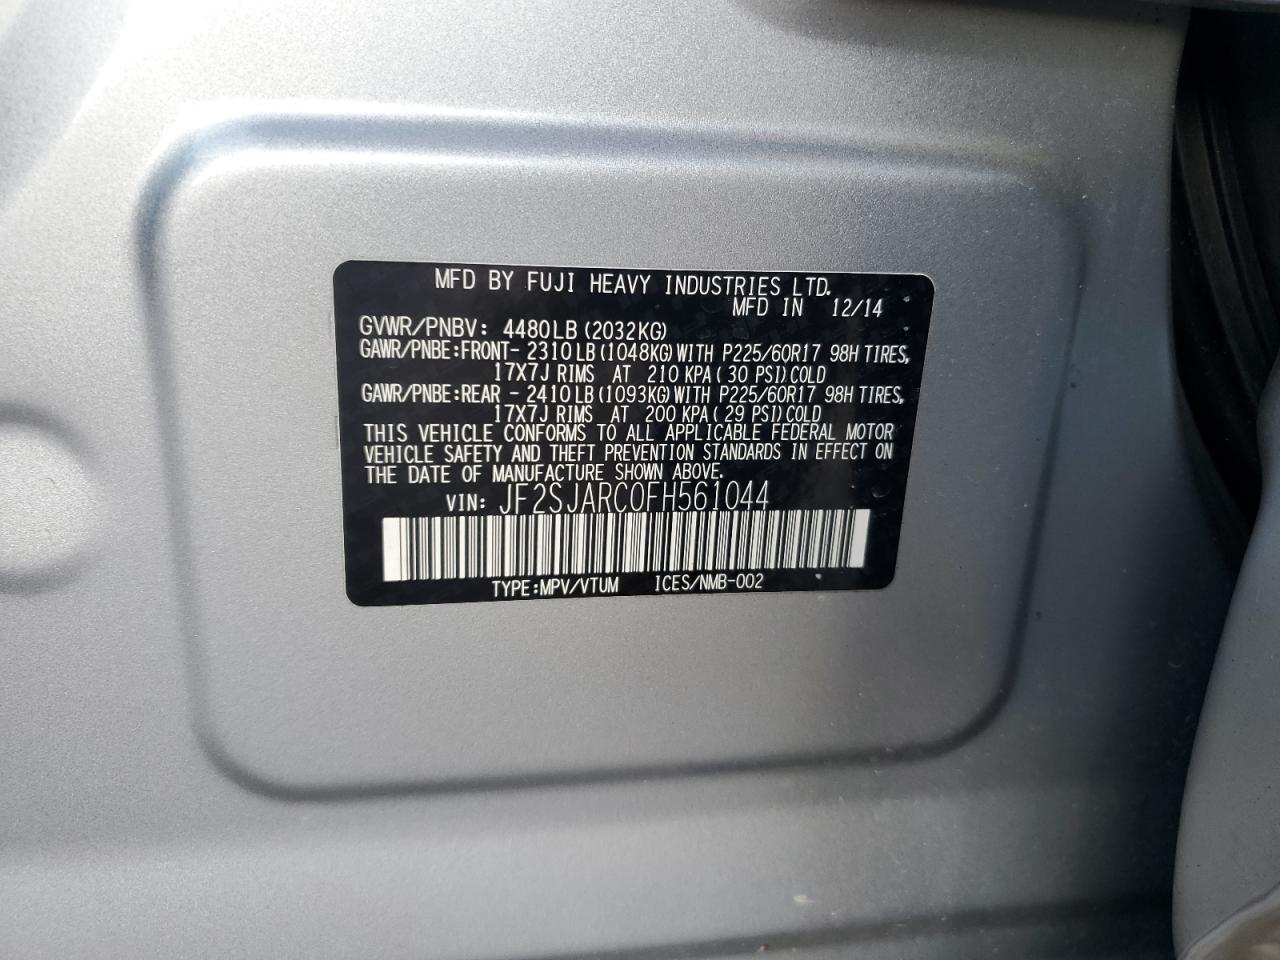 MFD BY FUJI HEAVY INDUSTRIES LTD.
MFD IN 12/14
GVWR/PNBV: 4480LB (2032KG)
GAWR/PNBE:FRONT- 2310LB (1048KG) WITH P225/60R17 98H TIRES,
17X7J RIMS AT 210 KPA ( 30 PSI) COLD
GAWR/PNBE:REAR - 2410LB (1093KG) WITH P225/60R17 98H TIRES,
17X7J RIMS AT 200 KPA ( 29 PSI) COLD
THIS VEHICLE CONFORMS TO ALL APPLICABLE FEDERAL MOTOR
VEHICLE SAFETY AND THEFT PREVENTION STANDARDS IN EFFECT ON
THE DATE OF MANUFACTURE SHOWN ABOVE.
VIN: JF2SJARC0FH561044
TYPE:MPV/VTUM ICES/NMB-002